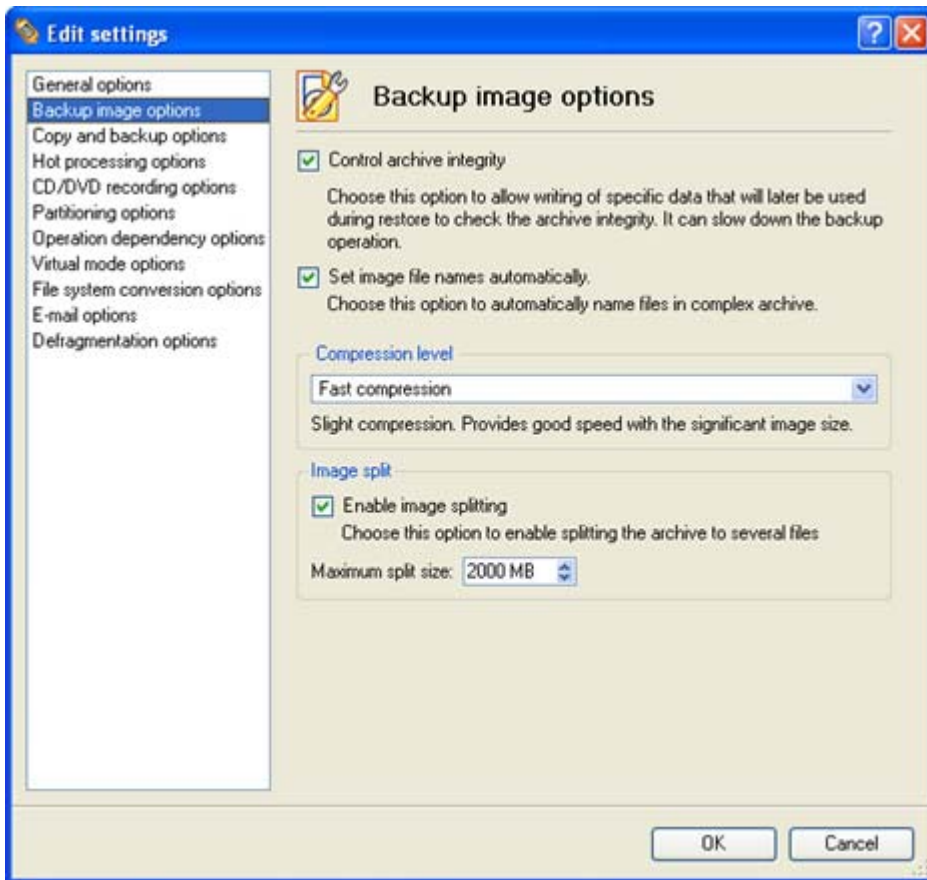 Edit settings
General options
Backup image options
Copy and backup options
Hot processing options
CD/DVD recording options
Partitioning options
Operation dependency options
Virtual mode options
File system conversion options
E-mail options
Defragmentation options
Backup image options
Control archive integrity
Choose this option to allow writing of specific data that will later be used
during restore to check the archive integrity. It can slow down the backup
operation.
Set image file names automatically.
Choose this option to automatically name files in complex archive.
Compression level
Fast compression
Slight compression. Provides good speed with the significant image size.
Image split
Enable image splitting
Choose this option to enable splitting the archive to several files
Maximum split size: 2000 MB
OK Cancel